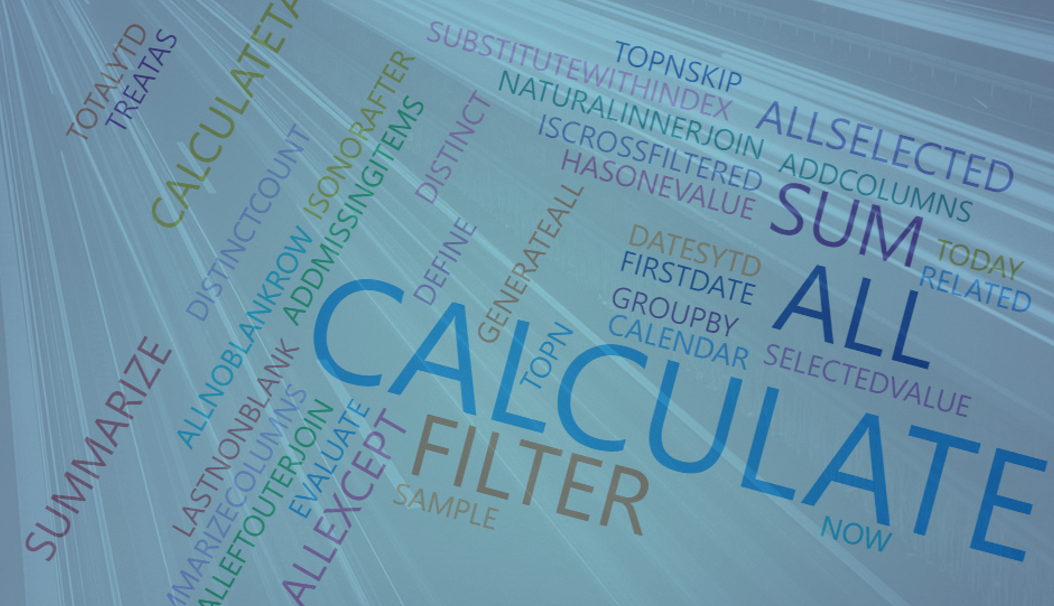 TOTALYTD
TREATAS
CALCULATETA
DISTINCTCOUNT
ISONORAFTER
ADDMISSINGITEMS
ALLNOBLANKROW
DISTINCT
DEFINE
GENERATEALL
SUBSTITUTEWITHINDEX
TOPNSKIP
NATURALINNERJOIN
ISCROSSFILTERED
HASONEVALUE
ALLSELECTED
ADDCOLUMNS
SUM
TODAY
RELATED
DATESYTD
FIRSTDATE
GROUPBY
CALENDAR
ALL
SELECTEDVALUE
CALCULATE
TOPN
FILTER
SAMPLE
NOW
SUMMARIZE
LASTNONBLANK
MMARIZECOLUMNS
ALLEFTOUTERJOIN
EVALUATE
ALLEXCEPT